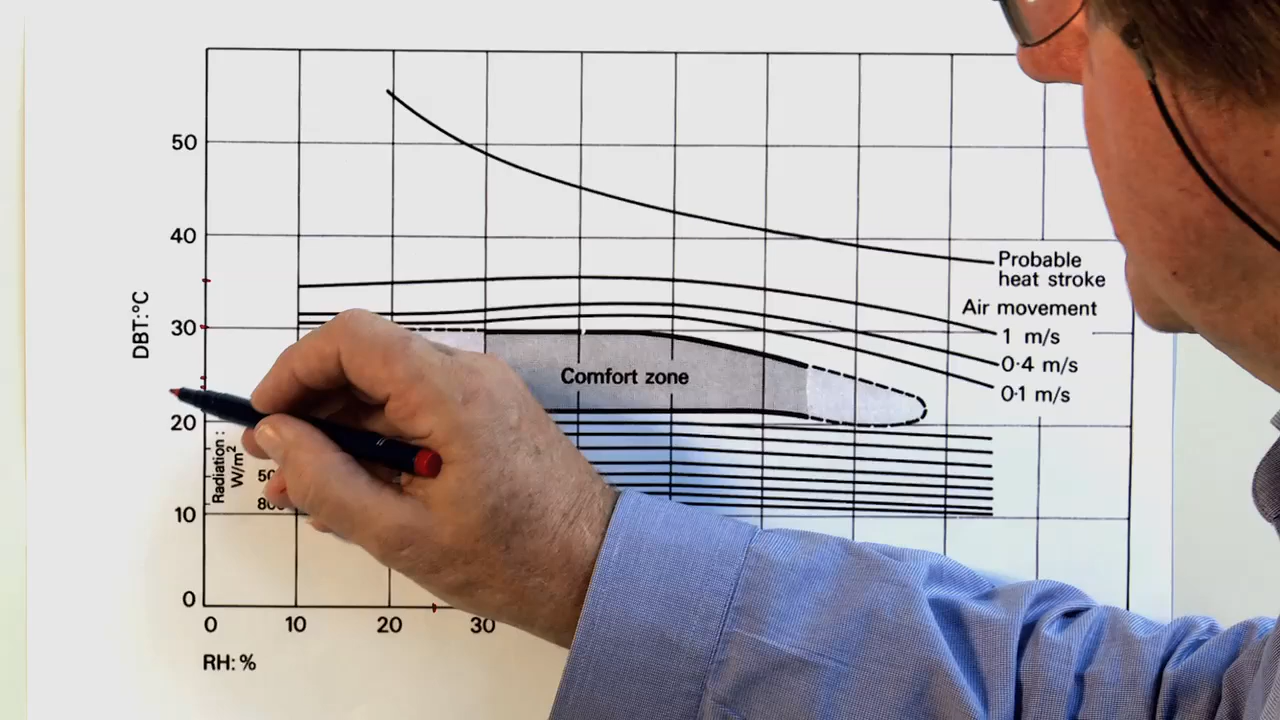 50
40
Probable
heat stroke
Air movement
DBT:°C
30
1 m/s
0·4 m/s
Comfort zone
0·1 m/s
20
Radiation:
W/m²
10
0
0 10 20 30
RH: %